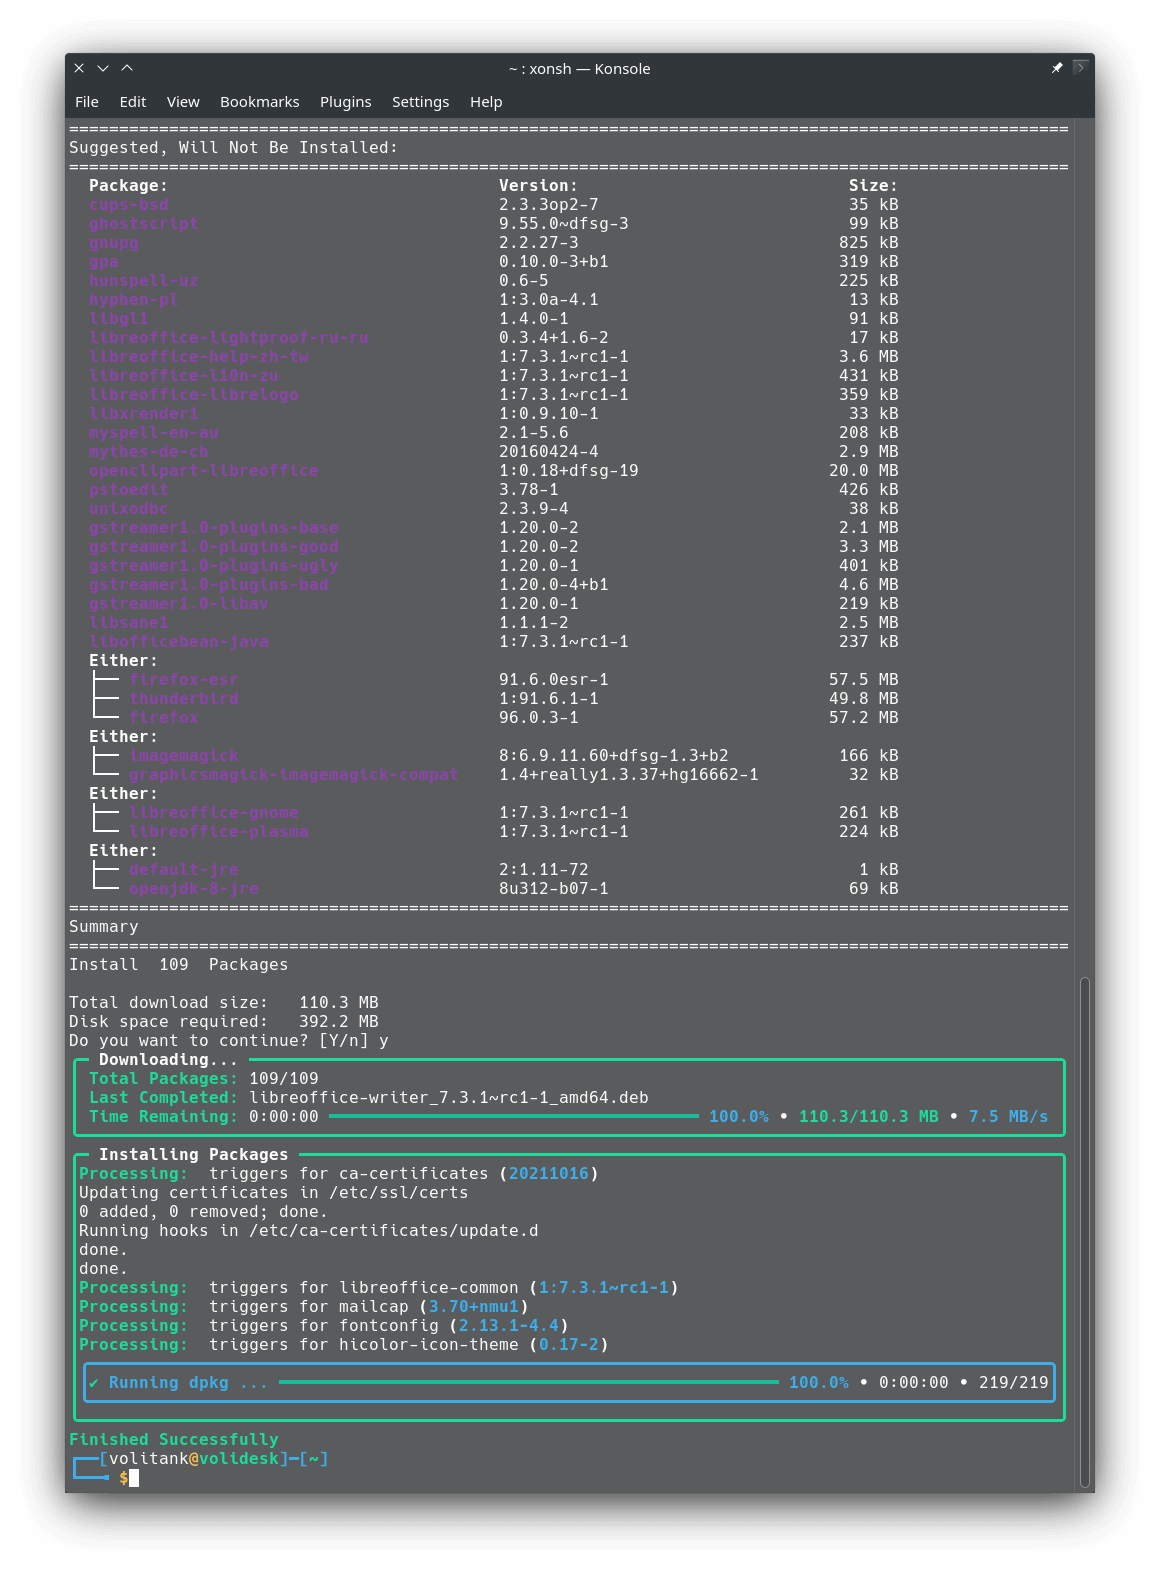 ~ : xonsh — Konsole
File Edit View Bookmarks Plugins Settings Help
====================================================================================================
Suggested, Will Not Be Installed:
====================================================================================================
Package: Version: Size:
cups-bsd 2.3.3op2-7 35 kB
ghostscript 9.55.0~dfsg-3 99 kB
gnupg 2.2.27-3 825 kB
gpa 0.10.0-3+b1 319 kB
hunspell-uz 0.6-5 225 kB
hyphen-pl 1:3.0a-4.1 13 kB
libgl1 1.4.0-1 91 kB
libreoffice-lightproof-ru-ru 0.3.4+1.6-2 17 kB
libreoffice-help-zh-tw 1:7.3.1~rc1-1 3.6 MB
libreoffice-l10n-zu 1:7.3.1~rc1-1 431 kB
libreoffice-librelogo 1:7.3.1~rc1-1 359 kB
libxrender1 1:0.9.10-1 33 kB
myspell-en-au 2.1-5.6 208 kB
mythes-de-ch 20160424-4 2.9 MB
openclipart-libreoffice 1:0.18+dfsg-19 20.0 MB
pstoedit 3.78-1 426 kB
unixodbc 2.3.9-4 38 kB
gstreamer1.0-plugins-base 1.20.0-2 2.1 MB
gstreamer1.0-plugins-good 1.20.0-2 3.3 MB
gstreamer1.0-plugins-ugly 1.20.0-1 401 kB
gstreamer1.0-plugins-bad 1.20.0-4+b1 4.6 MB
gstreamer1.0-libav 1.20.0-1 219 kB
libsane1 1.1.1-2 2.5 MB
libofficebean-java 1:7.3.1~rc1-1 237 kB
Either:
├── firefox-esr 91.6.0esr-1 57.5 MB
├── thunderbird 1:91.6.1-1 49.8 MB
└── firefox 96.0.3-1 57.2 MB
Either:
├── imagemagick 8:6.9.11.60+dfsg-1.3+b2 166 kB
└── graphicsmagick-imagemagick-compat 1.4+really1.3.37+hg16662-1 32 kB
Either:
├── libreoffice-gnome 1:7.3.1~rc1-1 261 kB
└── libreoffice-plasma 1:7.3.1~rc1-1 224 kB
Either:
├── default-jre 2:1.11-72 1 kB
└── openjdk-8-jre 8u312-b07-1 69 kB
====================================================================================================
Summary
====================================================================================================
Install 109 Packages
Total download size: 110.3 MB
Disk space required: 392.2 MB
Do you want to continue? [Y/n] y
Downloading...
Total Packages: 109/109
Last Completed: libreoffice-writer_7.3.1~rc1-1_amd64.deb
Time Remaining: 0:00:00 100.0% • 110.3/110.3 MB • 7.5 MB/s
Installing Packages
Processing: triggers for ca-certificates (20211016)
Updating certificates in /etc/ssl/certs
0 added, 0 removed; done.
Running hooks in /etc/ca-certificates/update.d
done.
done.
Processing: triggers for libreoffice-common (1:7.3.1~rc1-1)
Processing: triggers for mailcap (3.70+nmu1)
Processing: triggers for fontconfig (2.13.1-4.4)
Processing: triggers for hicolor-icon-theme (0.17-2)
✔ Running dpkg ... 100.0% • 0:00:00 • 219/219
Finished Successfully
┌──[volitank@volidesk]─[~]
└──╼ $